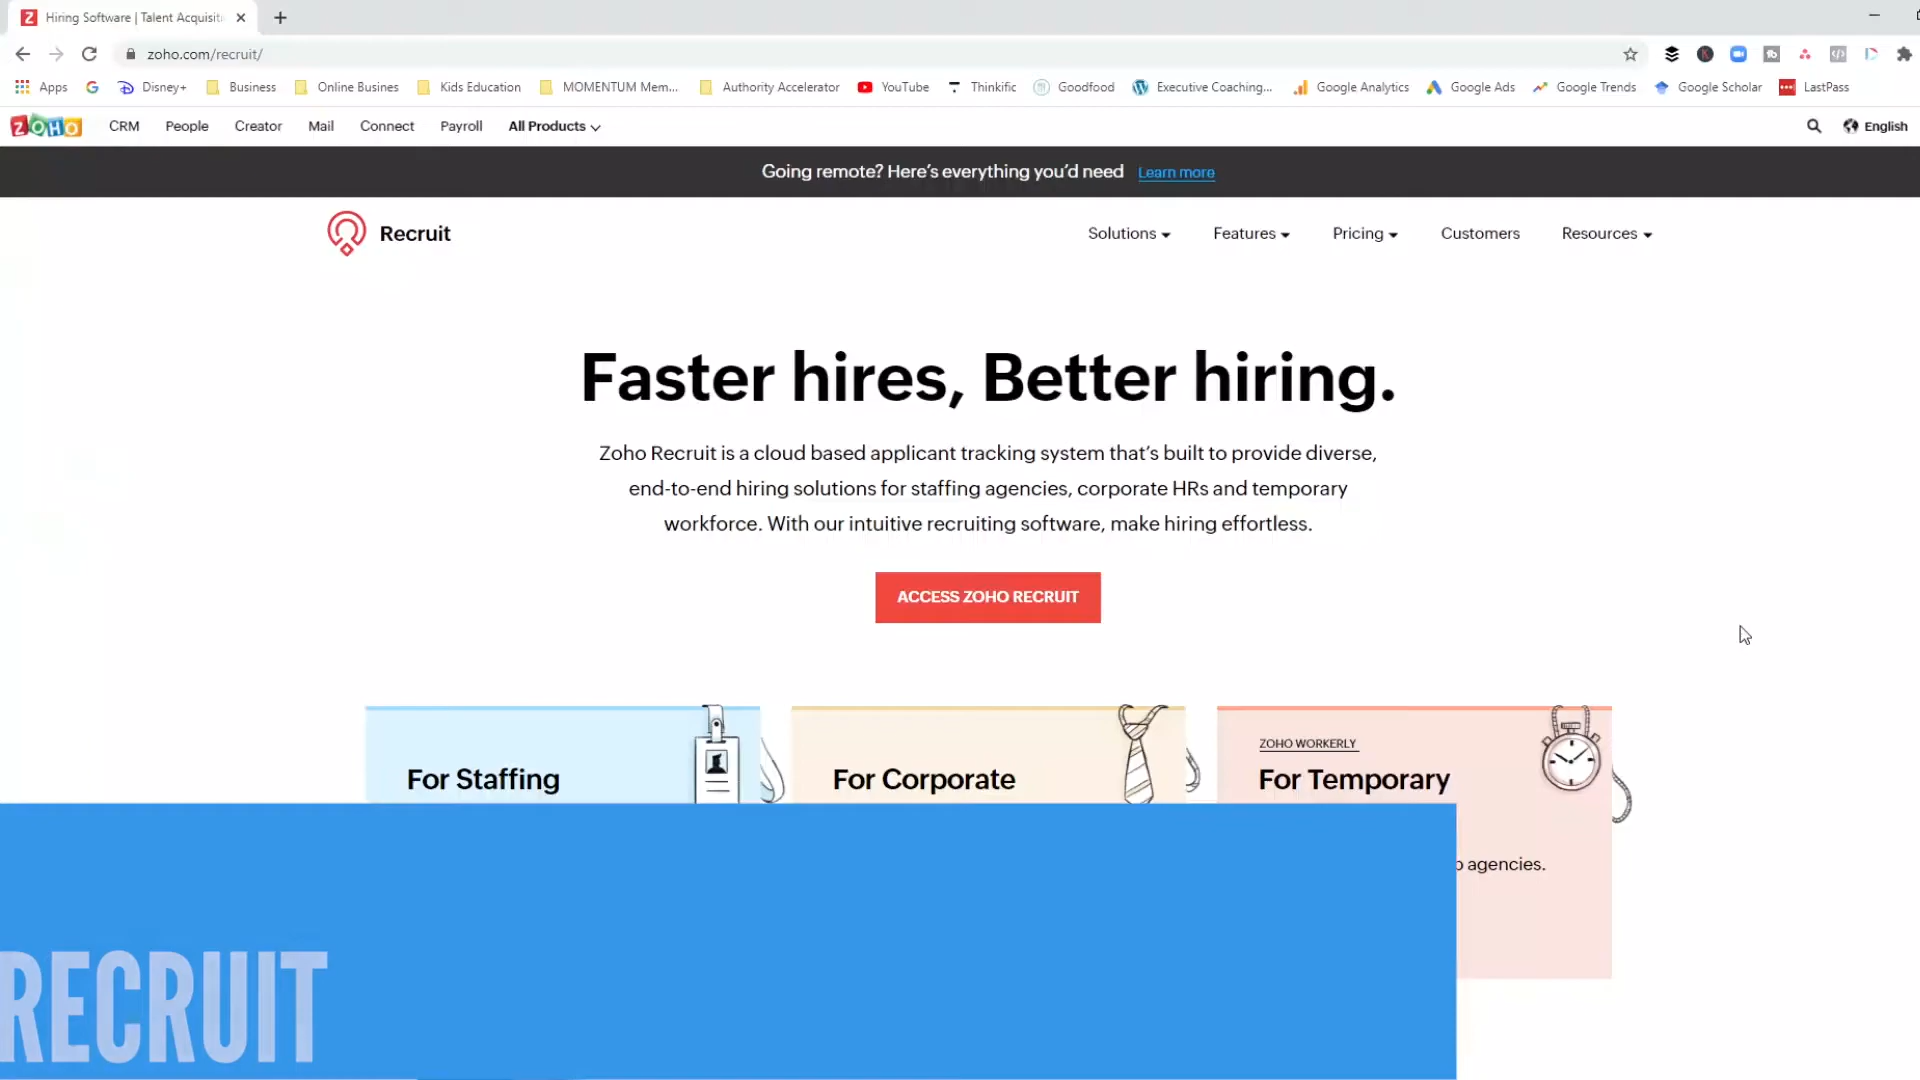 Hiring Software | Talent Acquisit
zoho.com/recruit/
Apps Disney+ Business Online Busines Kids Education MOMENTUM Mem... Authority Accelerator YouTube Thinkific Goodfood Executive Coaching... Google Analytics Google Ads Google Trends Google Scholar LastPass
ZOHO CRM People Creator Mail Connect Payroll All Products English
Going remote? Here's everything you'd need Learn more
Recruit Solutions Features Pricing Customers Resources
Faster hires, Better hiring.
Zoho Recruit is a cloud based applicant tracking system that's built to provide diverse,
end-to-end hiring solutions for staffing agencies, corporate HRs and temporary
workforce. With our intuitive recruiting software, make hiring effortless.
ACCESS ZOHO RECRUIT
ZOHO WORKERLY
For Staffing For Corporate For Temporary
agencies.
RECRUIT